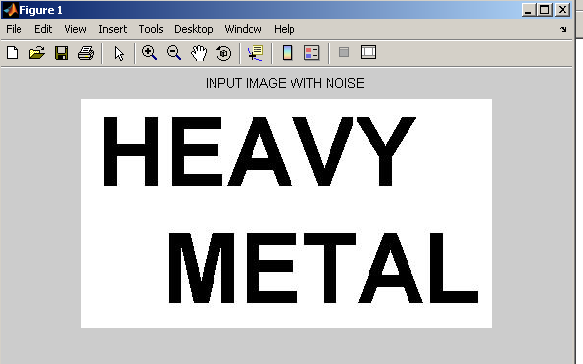 Figure 1
File Edit View Insert Tools Desktop Window Help
INPUT IMAGE WITH NOISE
HEAVY
METAL